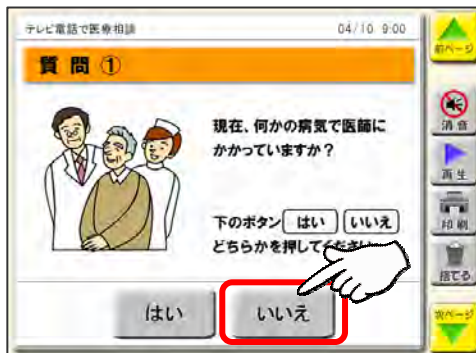 テレビ電話で医療相談
04/10 9:00
質問①
現在、何かの病気で医師に
かかっていますか？
下のボタン はい いいえ
どちらかを押してください。
はい
いいえ
前ページ
消音
再生
印刷
捨てる
次ページ